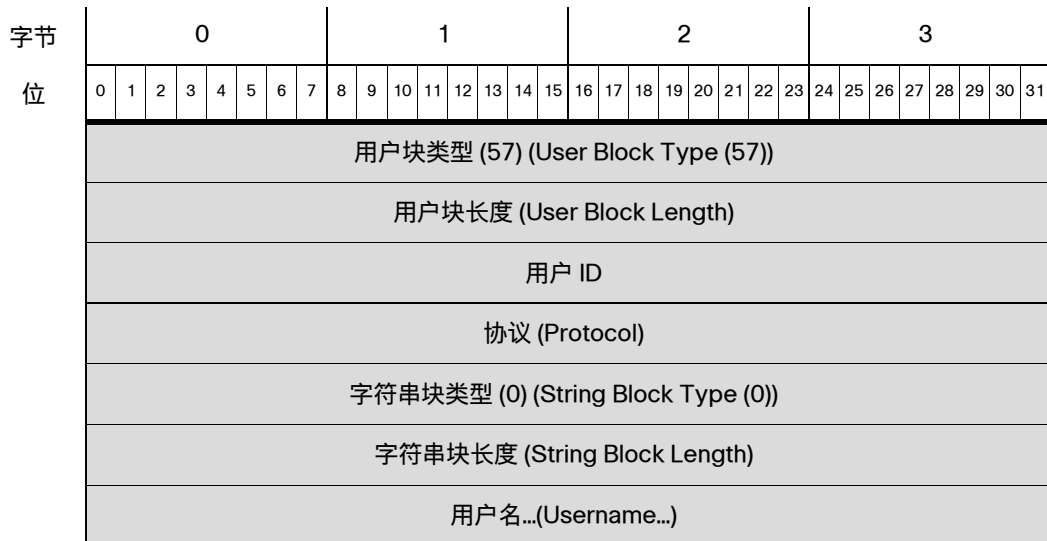 字节 0 1 2 3
位 0 1 2 3 4 5 6 7 8 9 10 11 12 13 14 15 16 17 18 19 20 21 22 23 24 25 26 27 28 29 30 31
用户块类型 (57) (User Block Type (57))
用户块长度 (User Block Length)
用户 ID
协议 (Protocol)
字符串块类型 (0) (String Block Type (0))
字符串块长度 (String Block Length)
用户名...(Username...)